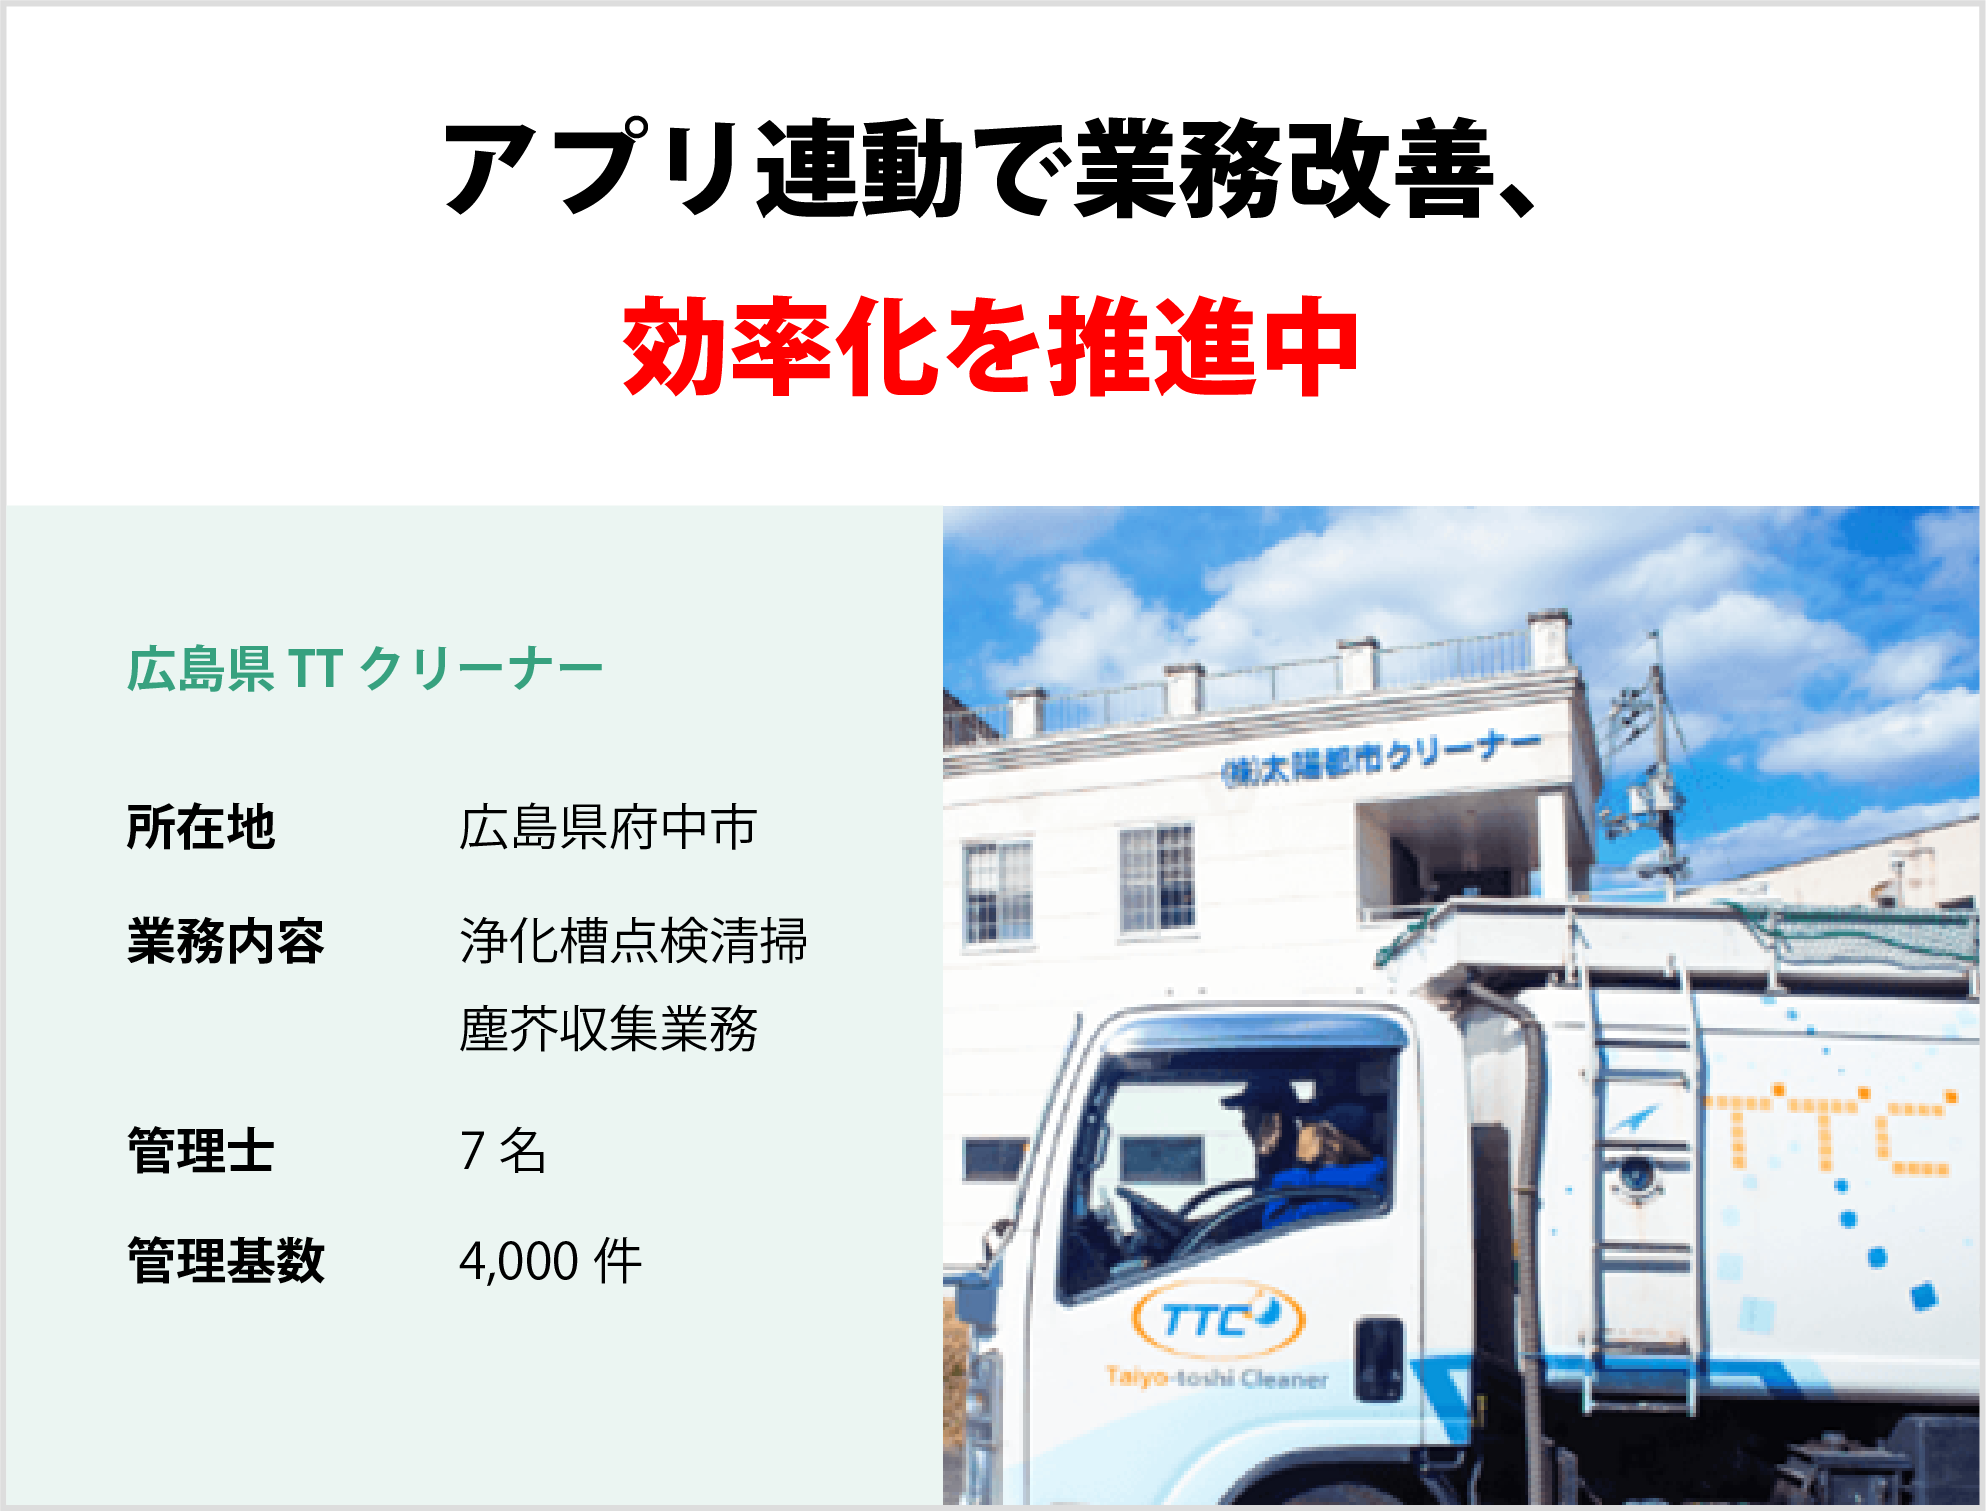 アプリ連動で業務改善、
効率化を推進中
広島県 TT クリーナー
所在地 広島県府中市
業務内容 浄化槽点検清掃
塵芥収集業務
管理士 7 名
管理基数 4,000 件
㈱太陽都市クリーナー
TTC
TTC
Taiyo-toshi Cleaner